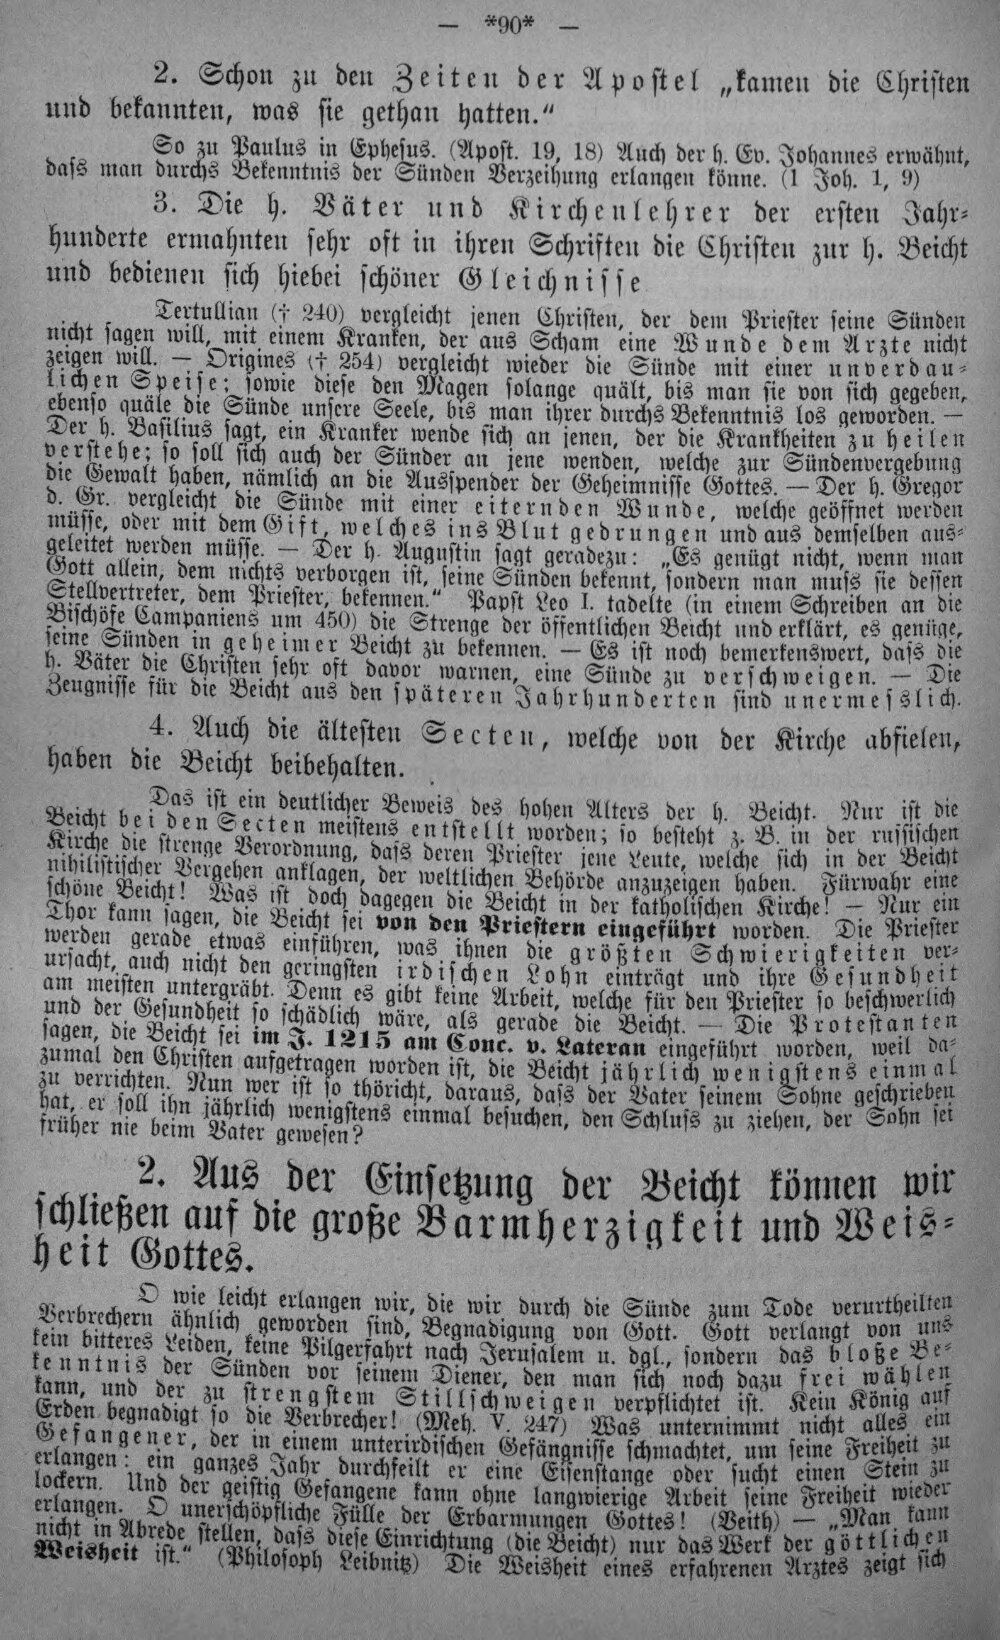 — *90* —
2. Schon zu den Zeiten der Apostel „kamen die Christen
und bekannten, was sie gethan hatten.“
So zu Paulus in Ephesus. (Apost. 19, 18) Auch der h. Ev. Johannes erwähnt,
dass man durchs Bekenntnis der Sünden Verzeihung erlangen könne. (1 Joh. 1, 9)
3. Die h. Väter und Kirchenlehrer der ersten Jahr-
hunderte ermahnten sehr oft in ihren Schriften die Christen zur h. Beicht
und bedienen sich hiebei schöner Gleichnisse
Tertullian († 240) vergleicht jenen Christen, der dem Priester seine Sünden
nicht sagen will, mit einem Kranken, der aus Scham eine Wunde dem Arzte nicht
zeigen will. — Origines († 254) vergleicht wieder die Sünde mit einer unverdau-
lichen Speise; sowie diese den Magen solange quält, bis man sie von sich gegeben,
ebenso quäle die Sünde unsere Seele, bis man ihrer durchs Bekenntnis los geworden. —
Der h. Basilius sagt, ein Kranker wende sich an jenen, der die Krankheiten zu heilen
verstehe; so soll sich auch der Sünder an jene wenden, welche zur Sündenvergebung
die Gewalt haben, nämlich an die Ausspender der Geheimnisse Gottes. — Der h. Gregor
d. Gr. vergleicht die Sünde mit einer eiternden Wunde, welche geöffnet werden
müsse, oder mit dem Gift, welches ins Blut gedrungen und aus demselben aus-
geleitet werden müsse. — Der h. Augustin sagt geradezu: „Es genügt nicht, wenn man
Gott allein, dem nichts verborgen ist, seine Sünden bekennt, sondern man muss sie dessen
Stellvertreter, dem Priester, bekennen.“ Papst Leo I. tadelte (in einem Schreiben an die
Bischöfe Campaniens um 450) die Strenge der öffentlichen Beicht und erklärt, es genüge,
seine Sünden in geheimer Beicht zu bekennen. — Es ist noch bemerkenswert, dass die
h. Väter die Christen sehr oft davor warnen, eine Sünde zu verschweigen. — Die
Zeugnisse für die Beicht aus den späteren Jahrhunderten sind unermesslich.
4. Auch die ältesten Secten, welche von der Kirche abfielen,
haben die Beicht beibehalten.
Das ist ein deutlicher Beweis des hohen Alters der h. Beicht. Nur ist die
Beicht bei den Secten meistens entstellt worden; so besteht z. B. in der russischen
Kirche die strenge Verordnung, dass deren Priester jene Leute, welche sich in der Beicht
nihilistischer Vergehen anklagen, der weltlichen Behörde anzuzeigen haben. Fürwahr eine
schöne Beicht! Was ist doch dagegen die Beicht in der katholischen Kirche! — Nur ein
Thor kann sagen, die Beicht sei von den Priestern eingeführt worden. Die Priester
werden gerade etwas einführen, was ihnen die größten Schwierigkeiten ver-
ursacht, auch nicht den geringsten irdischen Lohn einträgt und ihre Gesundheit
am meisten untergräbt. Denn es gibt keine Arbeit, welche für den Priester so beschwerlich
und der Gesundheit so schädlich wäre, als gerade die Beicht. — Die Protestanten
sagen, die Beicht sei im J. 1215 am Conc. v. Lateran eingeführt worden, weil da-
zumal den Christen aufgetragen worden ist, die Beicht jährlich wenigstens einmal
zu verrichten. Nun wer ist so thöricht, daraus, dass der Vater seinem Sohne geschrieben
hat, er soll ihn jährlich wenigstens einmal besuchen, den Schluss zu ziehen, der Sohn sei
früher nie beim Vater gewesen?
2. Aus der Einsetzung der Beicht können wir
schließen auf die große Barmherzigkeit und Weis-
heit Gottes.
O wie leicht erlangen wir, die wir durch die Sünde zum Tode verurtheilten
Verbrechern ähnlich geworden sind, Begnadigung von Gott. Gott verlangt von uns
kein bitteres Leiden, keine Pilgerfahrt nach Jerusalem u. dgl., sondern das bloße Be-
kenntnis der Sünden vor seinem Diener, den man sich noch dazu frei wählen
kann, und der zu strengstem Stillschweigen verpflichtet ist. Kein König auf
Erden begnadigt so die Verbrecher! (Meh. V. 247) Was unternimmt nicht alles ein
Gefangener, der in einem unterirdischen Gefängnisse schmachtet, um seine Freiheit zu
erlangen: ein ganzes Jahr durchfeilt er eine Eisenstange oder sucht einen Stein zu
lockern. Und der geistig Gefangene kann ohne langwierige Arbeit seine Freiheit wieder
erlangen. O unerschöpfliche Fülle der Erbarmungen Gottes! (Veith) — „Man kann
nicht in Abrede stellen, dass diese Einrichtung (die Beicht) nur das Werk der göttlichen
Weisheit ist.“ (Philosoph Leibnitz) Die Weisheit eines erfahrenen Arztes zeigt sich